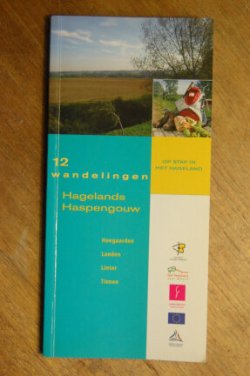 OP STAP IN
HET HAGELAND
12
wandelingen
Hagelands
Haspengouw
Hoegaarden
Landen
Linter
Tienen